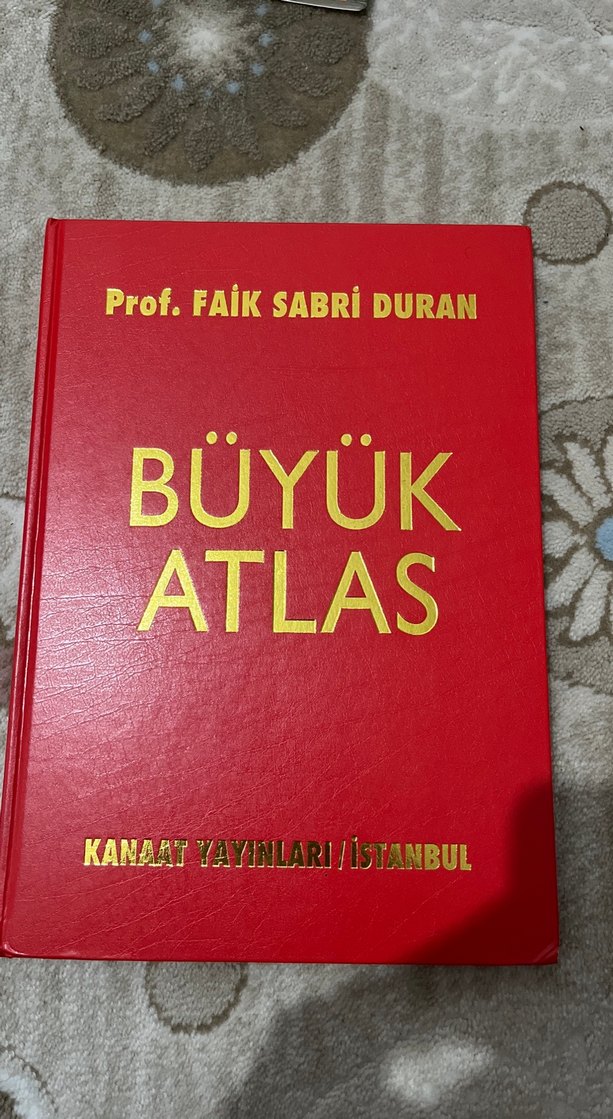 Prof. FAİK SABRİ DURAN
BÜYÜK
ATLAS
KANAAT YAYINLARI / İSTANBUL